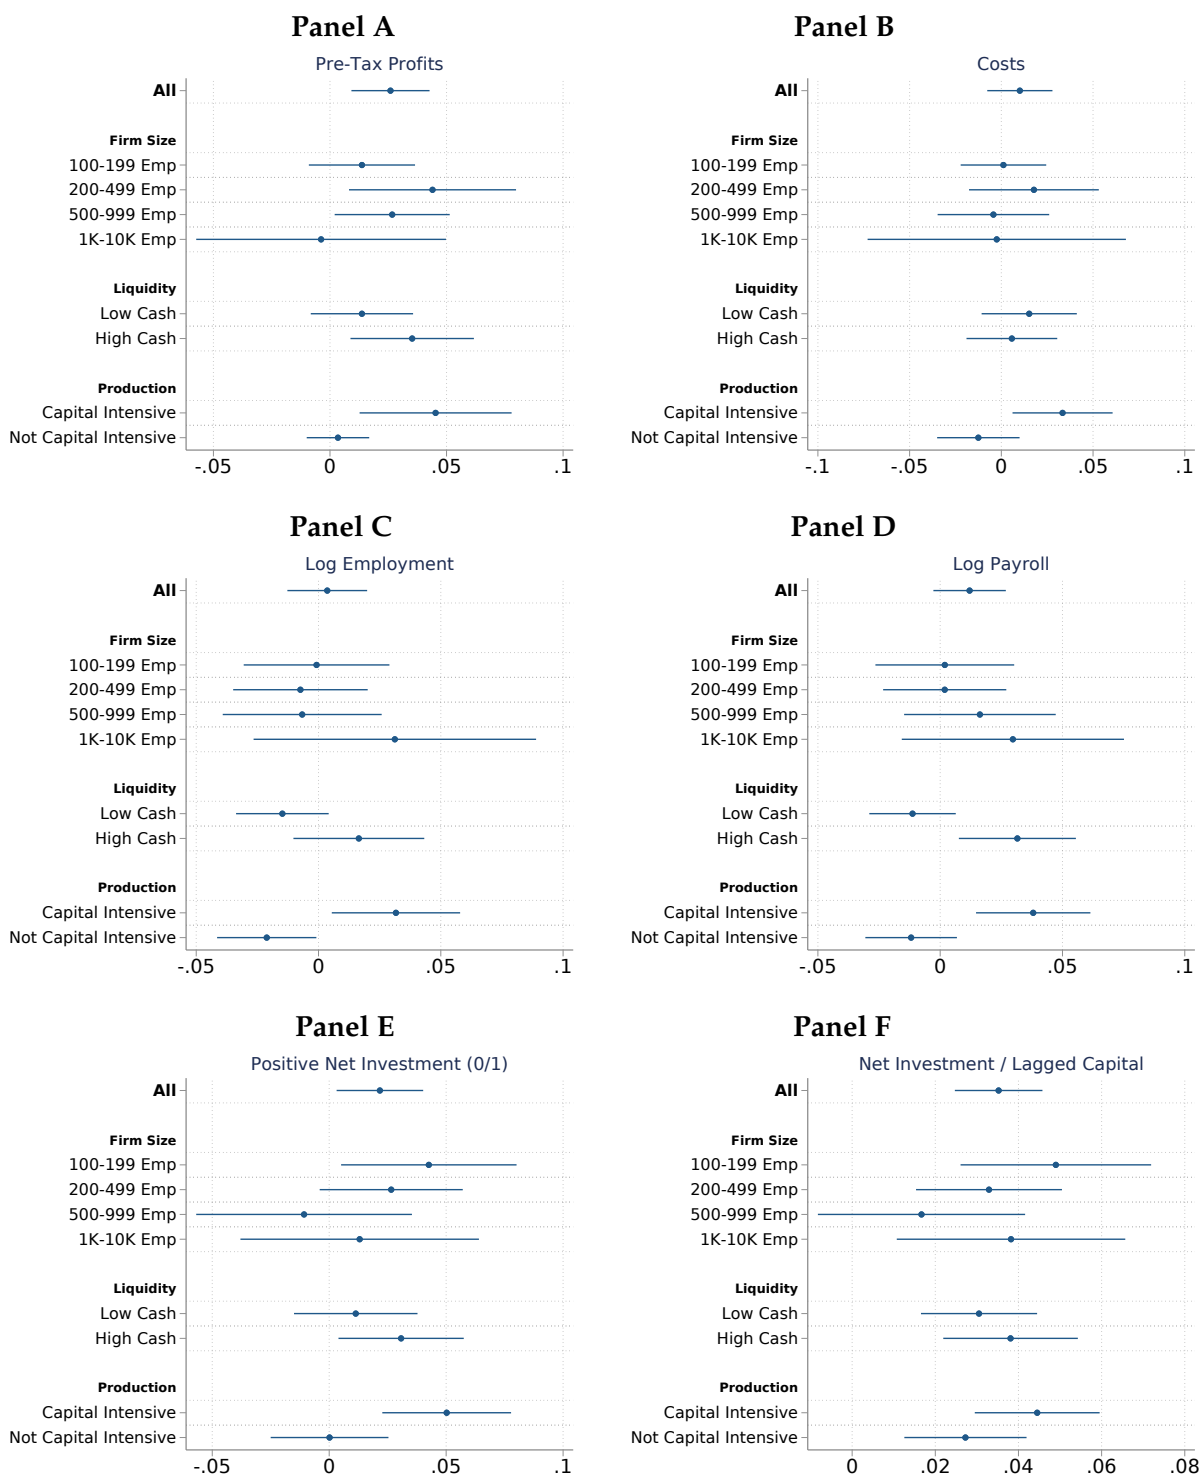 Panel A
Pre-Tax Profits
All
Firm Size
100-199 Emp
200-499 Emp
500-999 Emp
1K-10K Emp
Liquidity
Low Cash
High Cash
Production
Capital Intensive
Not Capital Intensive
-.05 0 .05 .1
Panel B
Costs
All
Firm Size
100-199 Emp
200-499 Emp
500-999 Emp
1K-10K Emp
Liquidity
Low Cash
High Cash
Production
Capital Intensive
Not Capital Intensive
-.1 -.05 0 .05 .1
Panel C
Log Employment
All
Firm Size
100-199 Emp
200-499 Emp
500-999 Emp
1K-10K Emp
Liquidity
Low Cash
High Cash
Production
Capital Intensive
Not Capital Intensive
-.05 0 .05 .1
Panel D
Log Payroll
All
Firm Size
100-199 Emp
200-499 Emp
500-999 Emp
1K-10K Emp
Liquidity
Low Cash
High Cash
Production
Capital Intensive
Not Capital Intensive
-.05 0 .05 .1
Panel E
Positive Net Investment (0/1)
All
Firm Size
100-199 Emp
200-499 Emp
500-999 Emp
1K-10K Emp
Liquidity
Low Cash
High Cash
Production
Capital Intensive
Not Capital Intensive
-.05 0 .05 .1
Panel F
Net Investment / Lagged Capital
All
Firm Size
100-199 Emp
200-499 Emp
500-999 Emp
1K-10K Emp
Liquidity
Low Cash
High Cash
Production
Capital Intensive
Not Capital Intensive
0 .02 .04 .06 .08